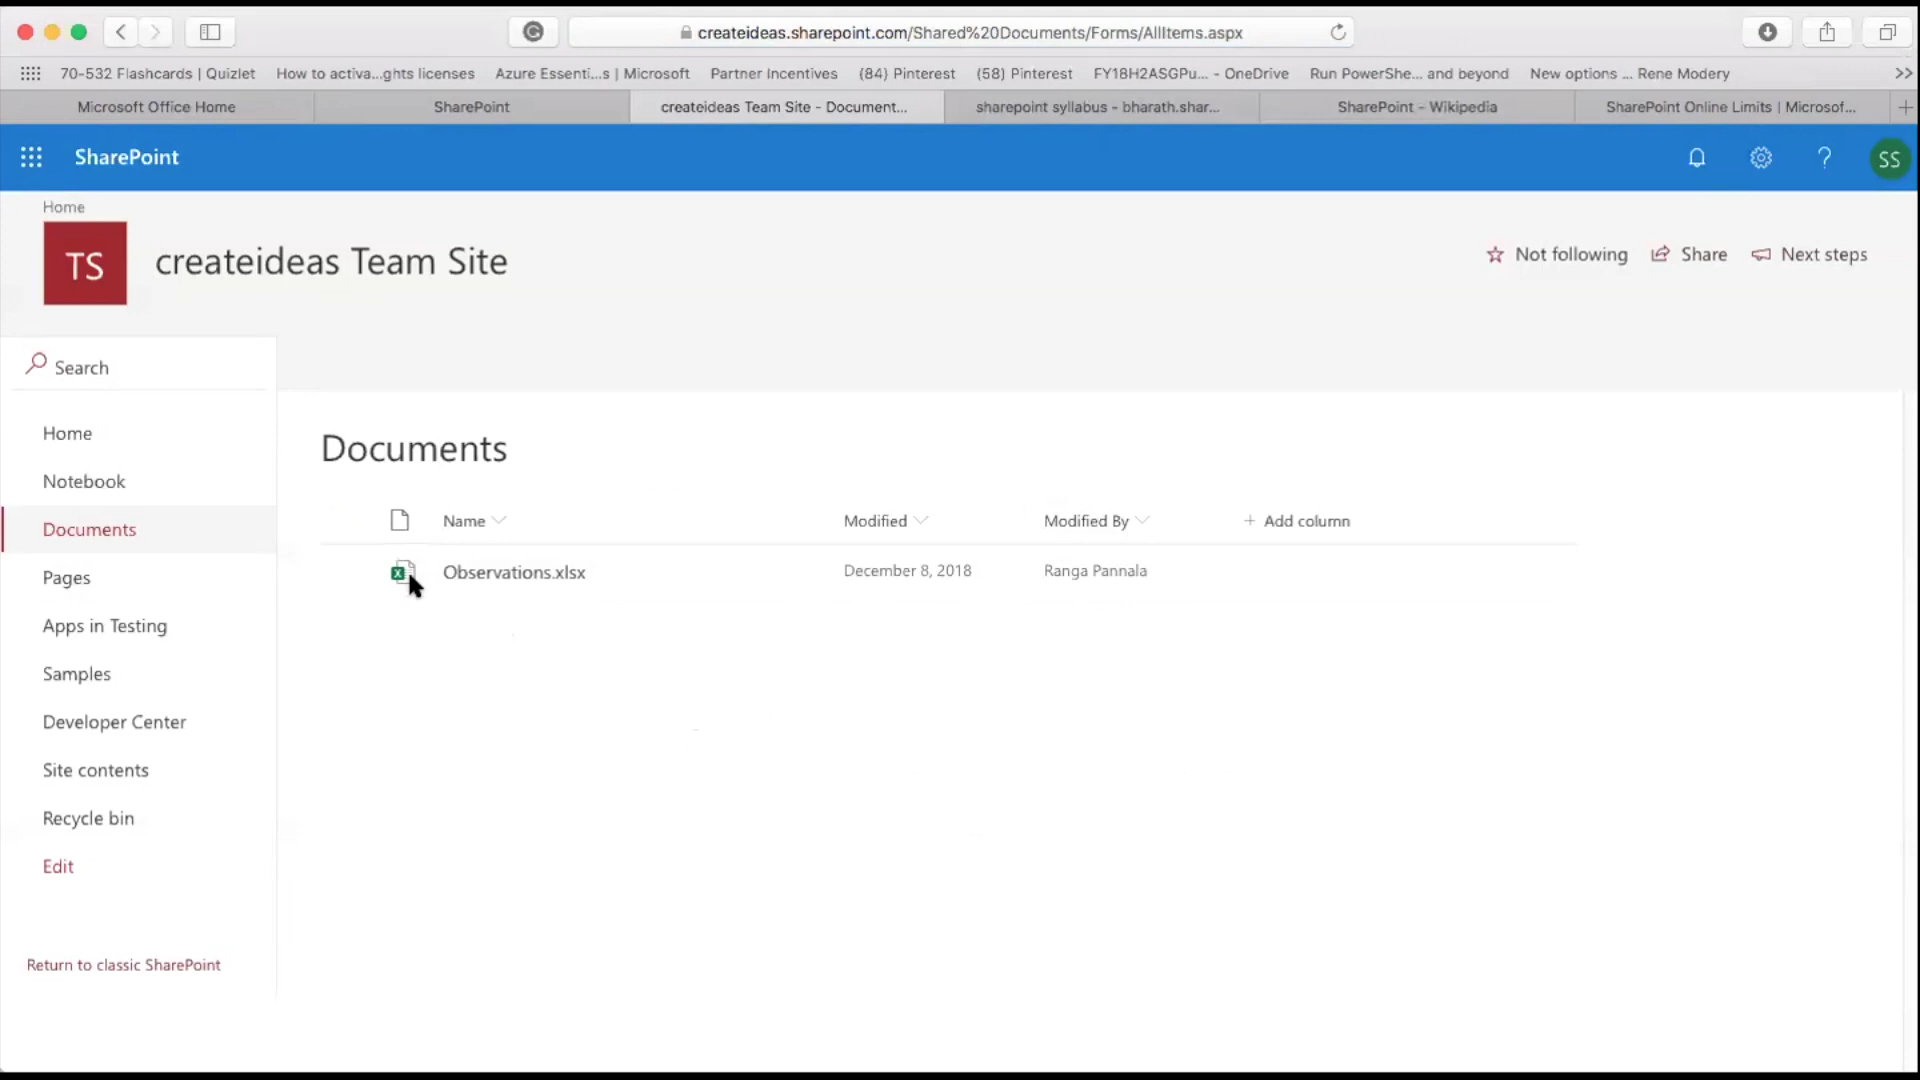 createideas.sharepoint.com/Shared%20Documents/Forms/AllItems.aspx
70-532 Flashcards | Quizlet How to activa...ghts licenses Azure Essenti...s | Microsoft Partner Incentives (84) Pinterest (58) Pinterest FY18H2ASGPu... - OneDrive Run PowerShe... and beyond New options ... Rene Modery >>
Microsoft Office Home SharePoint createideas Team Site - Document... sharepoint syllabus - bharath.shar... SharePoint - Wikipedia SharePoint Online Limits | Microsof... +
SharePoint ? SS
Home
TS createideas Team Site Not following Share Next steps
Search
Home
Notebook
Documents
Pages
Apps in Testing
Samples
Developer Center
Site contents
Recycle bin
Edit
Return to classic SharePoint
Documents
Name Modified Modified By + Add column
X Observations.xlsx December 8, 2018 Ranga Pannala